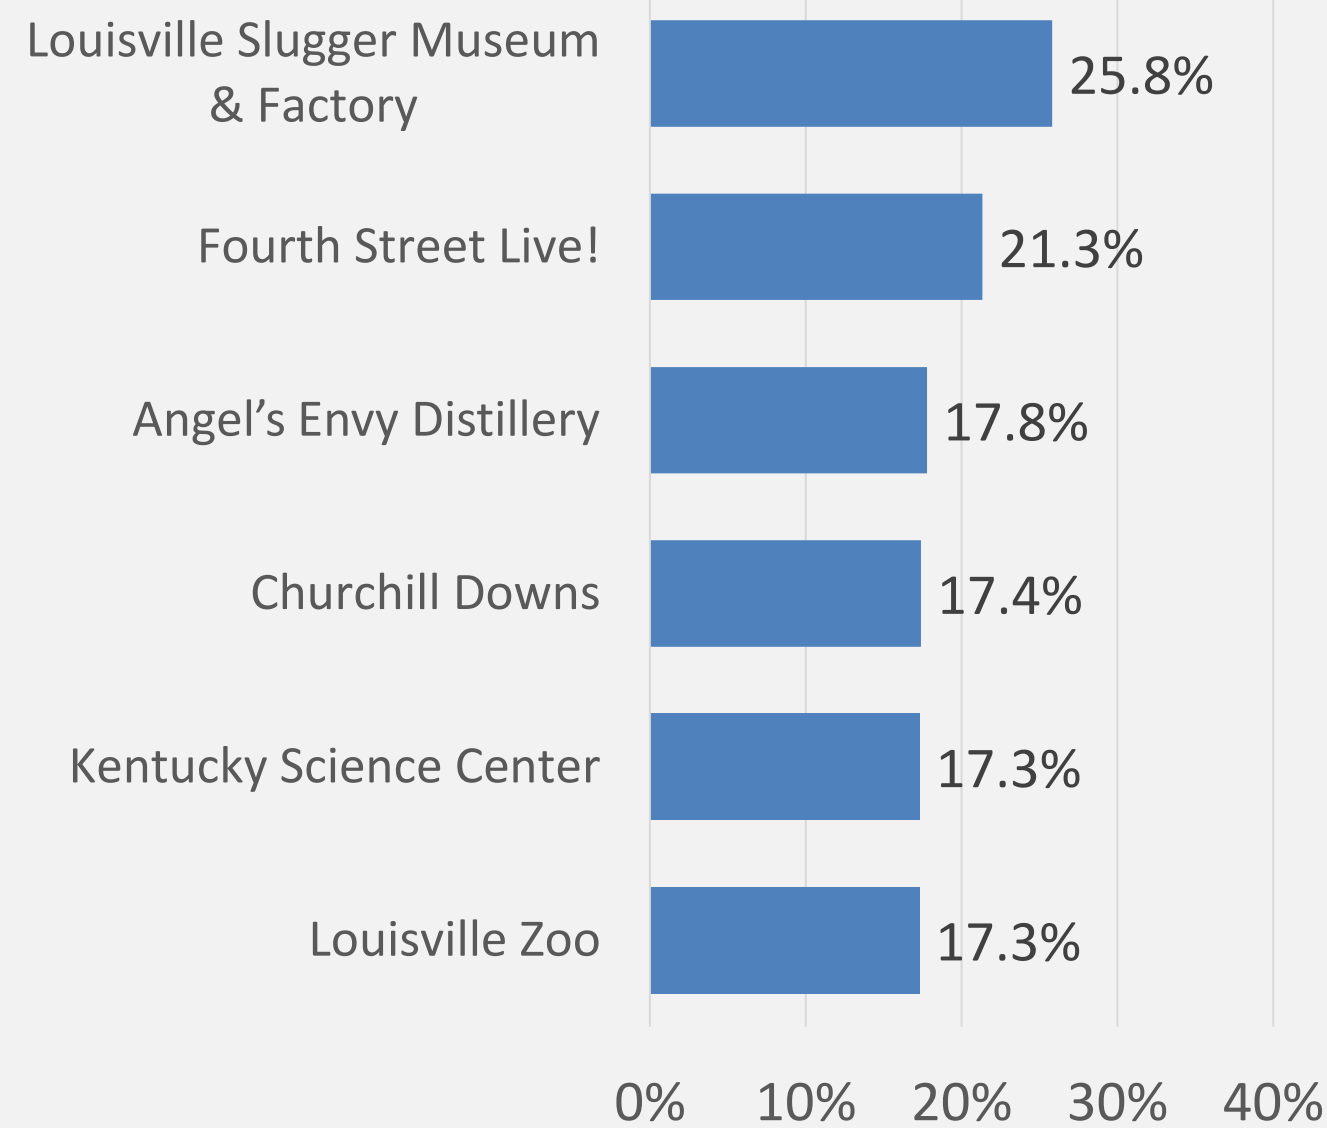 Louisville Slugger Museum
& Factory
25.8%
Fourth Street Live!
21.3%
Angel’s Envy Distillery
17.8%
Churchill Downs
17.4%
Kentucky Science Center
17.3%
Louisville Zoo
17.3%
0% 10% 20% 30% 40%